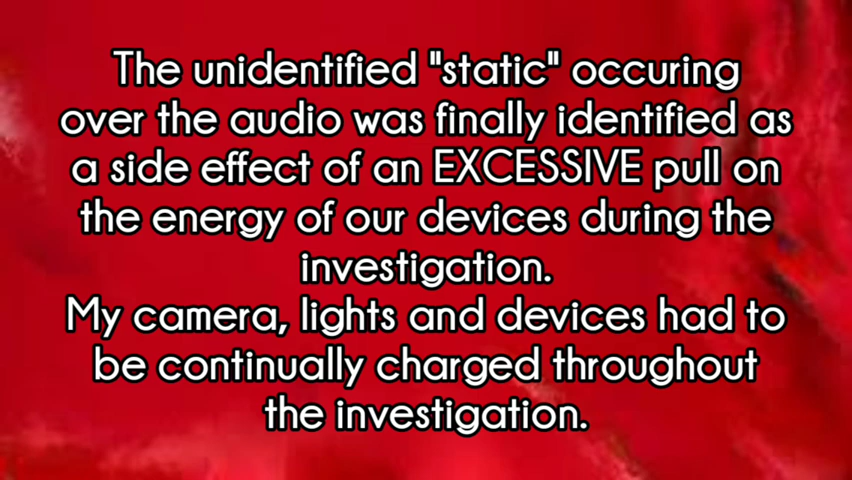 The unidentified "static" occuring
over the audio was finally identified as
a side effect of an EXCESSIVE pull on
the energy of our devices during the
investigation.
My camera, lights and devices had to
be continually charged throughout
the investigation.